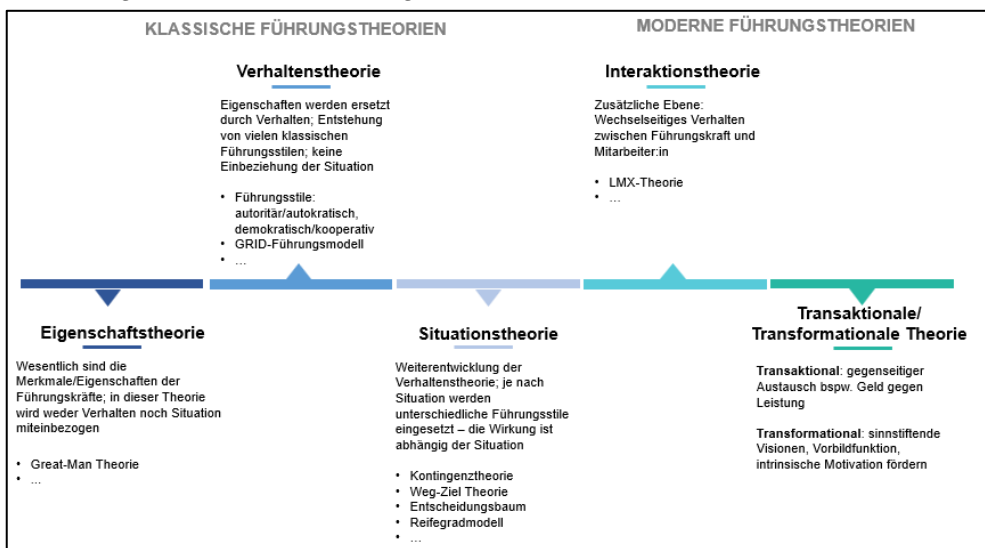 KLASSISCHE FÜHRUNGSTHEORIEN
MODERNE FÜHRUNGSTHEORIEN
Verhaltenstheorie
Eigenschaften werden ersetzt
durch Verhalten; Entstehung
von vielen klassischen
Führungsstilen; keine
Einbeziehung der Situation
• Führungsstile:
autoritär/autokratisch,
demokratisch/kooperativ
• GRID-Führungsmodell
• ...
Interaktionstheorie
Zusätzliche Ebene:
Wechselseitiges Verhalten
zwischen Führungskraft und
Mitarbeiter:in
• LMX-Theorie
• ...
Eigenschaftstheorie
Wesentlich sind die
Merkmale/Eigenschaften der
Führungskräfte; in dieser Theorie
wird weder Verhalten noch Situation
miteinbezogen
• Great-Man Theorie
• ...
Situationstheorie
Weiterentwicklung der
Verhaltenstheorie; je nach
Situation werden
unterschiedliche Führungsstile
eingesetzt – die Wirkung ist
abhängig der Situation
• Kontingenztheorie
• Weg-Ziel Theorie
• Entscheidungsbaum
• Reifegradmodell
• ...
Transaktionale/
Transformationale Theorie
Transaktional: gegenseitiger
Austausch bspw. Geld gegen
Leistung
Transformational: sinnstiftende
Visionen, Vorbildfunktion,
intrinsische Motivation fördern